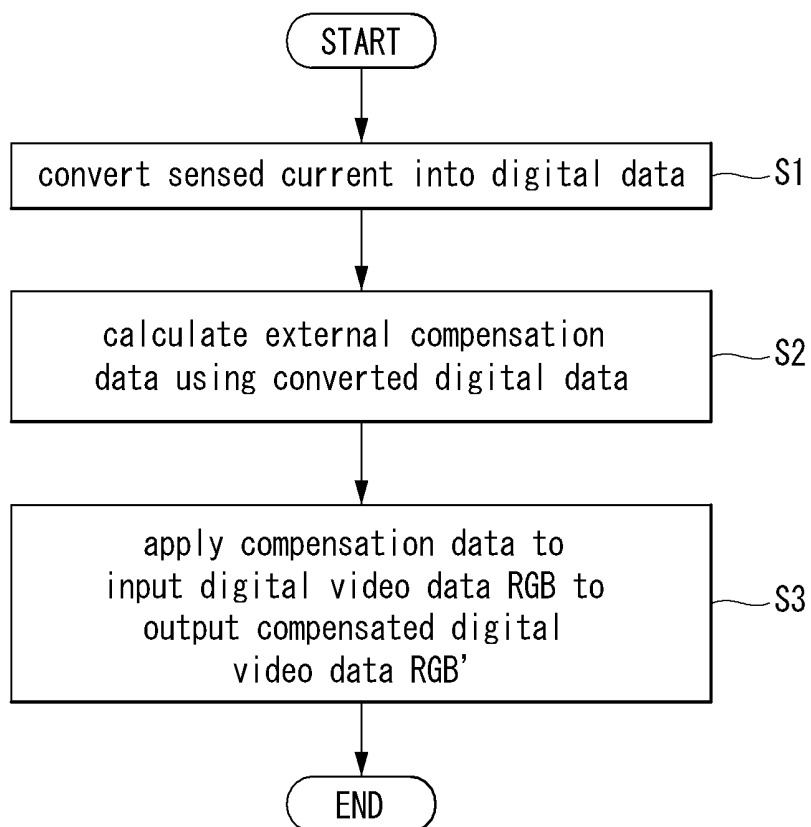 START
convert sensed current into digital data
S1
calculate external compensation
data using converted digital data
S2
apply compensation data to
input digital video data RGB to
output compensated digital
video data RGB'
S3
END